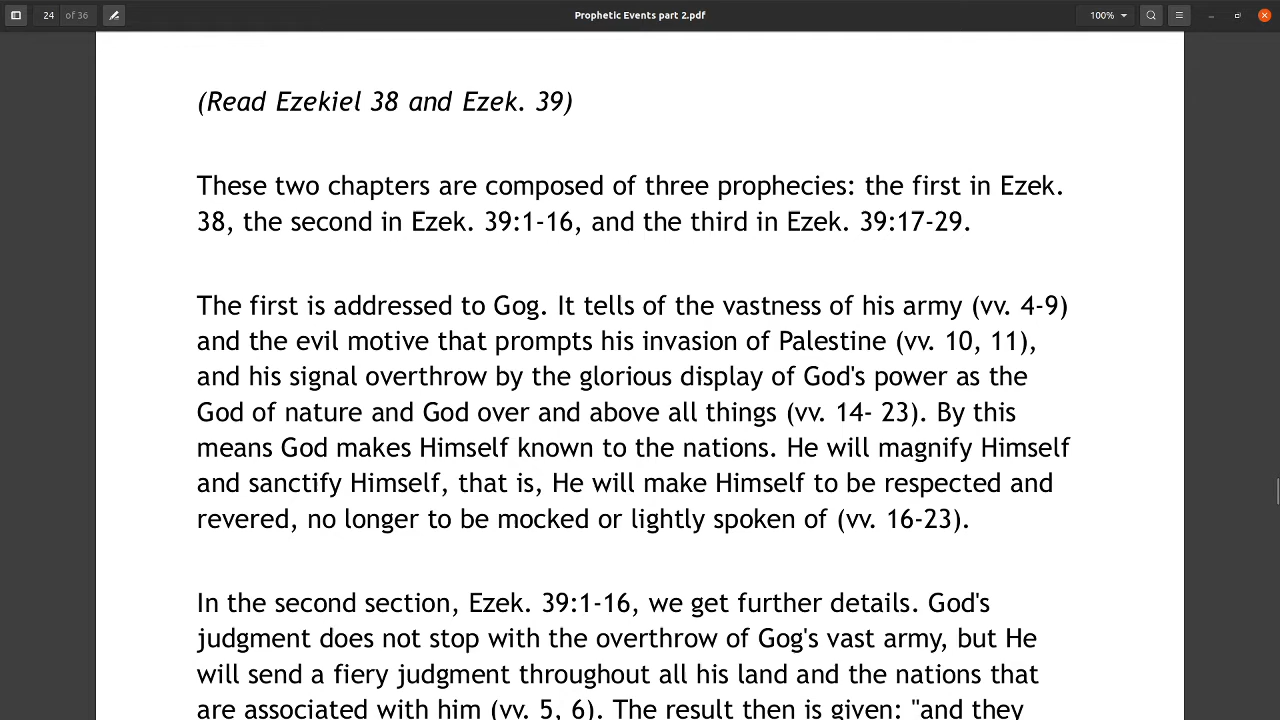 24 of 36
Prophetic Events part 2.pdf
100%
(Read Ezekiel 38 and Ezek. 39)
These two chapters are composed of three prophecies: the first in Ezek.
38, the second in Ezek. 39:1-16, and the third in Ezek. 39:17-29.
The first is addressed to Gog. It tells of the vastness of his army (vv. 4-9)
and the evil motive that prompts his invasion of Palestine (vv. 10, 11),
and his signal overthrow by the glorious display of God's power as the
God of nature and God over and above all things (vv. 14- 23). By this
means God makes Himself known to the nations. He will magnify Himself
and sanctify Himself, that is, He will make Himself to be respected and
revered, no longer to be mocked or lightly spoken of (vv. 16-23).
In the second section, Ezek. 39:1-16, we get further details. God's
judgment does not stop with the overthrow of Gog's vast army, but He
will send a fiery judgment throughout all his land and the nations that
are associated with him (vv. 5, 6). The result then is given: "and they